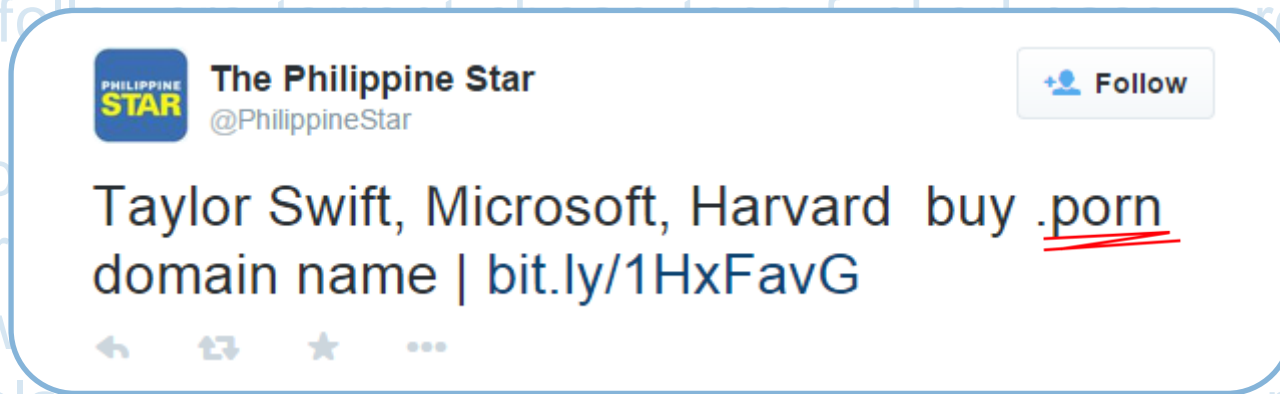 PHILIPPINE
STAR
The Philippine Star
@PhilippineStar
Follow
Taylor Swift, Microsoft, Harvard  buy .porn
domain name | bit.ly/1HxFavG